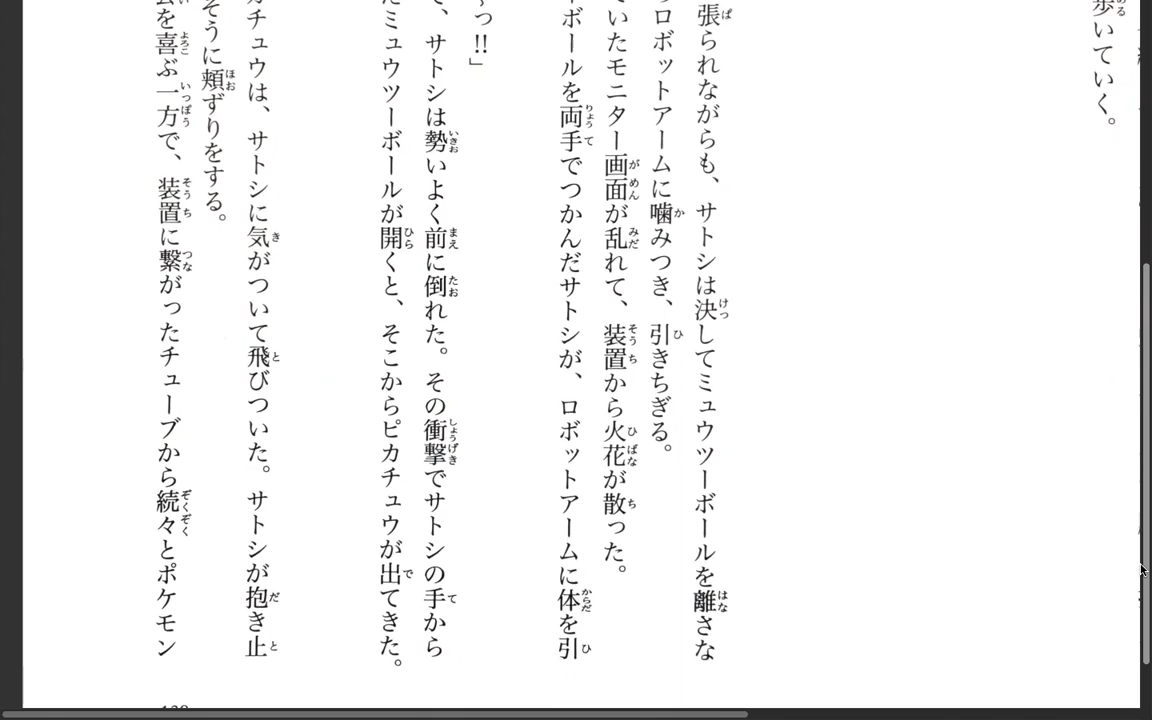 歩いていく。
張られながらも、サトシは決してミュウツーボールを離さな
ロボットアームに噛みつき、引きちぎる。
いたモニター画面が乱れて、装置から火花が散った。
ボールを両手でつかんだサトシが、ロボットアームに体を引
っ!!」
、サトシは勢いよく前に倒れた。その衝撃でサトシの手から
ミュウツーボールが開くと、そこからピカチュウが出てきた。
チュウは、サトシに気がついて飛びついた。サトシが抱き止
そうに頬ずりをする。
を喜ぶ一方で、装置に繋がったチューブから続々とポケモン